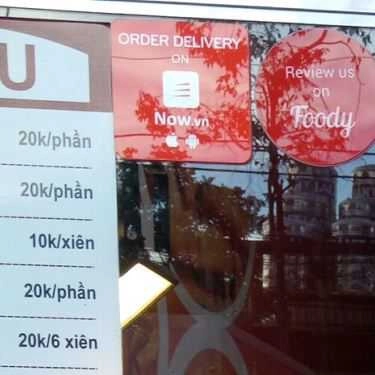 U
20k/phần
20k/phần
10k/xiên
20k/phần
20k/6 xiên
ORDER DELIVERY
ON
Now.vn
Review us
on
Foody